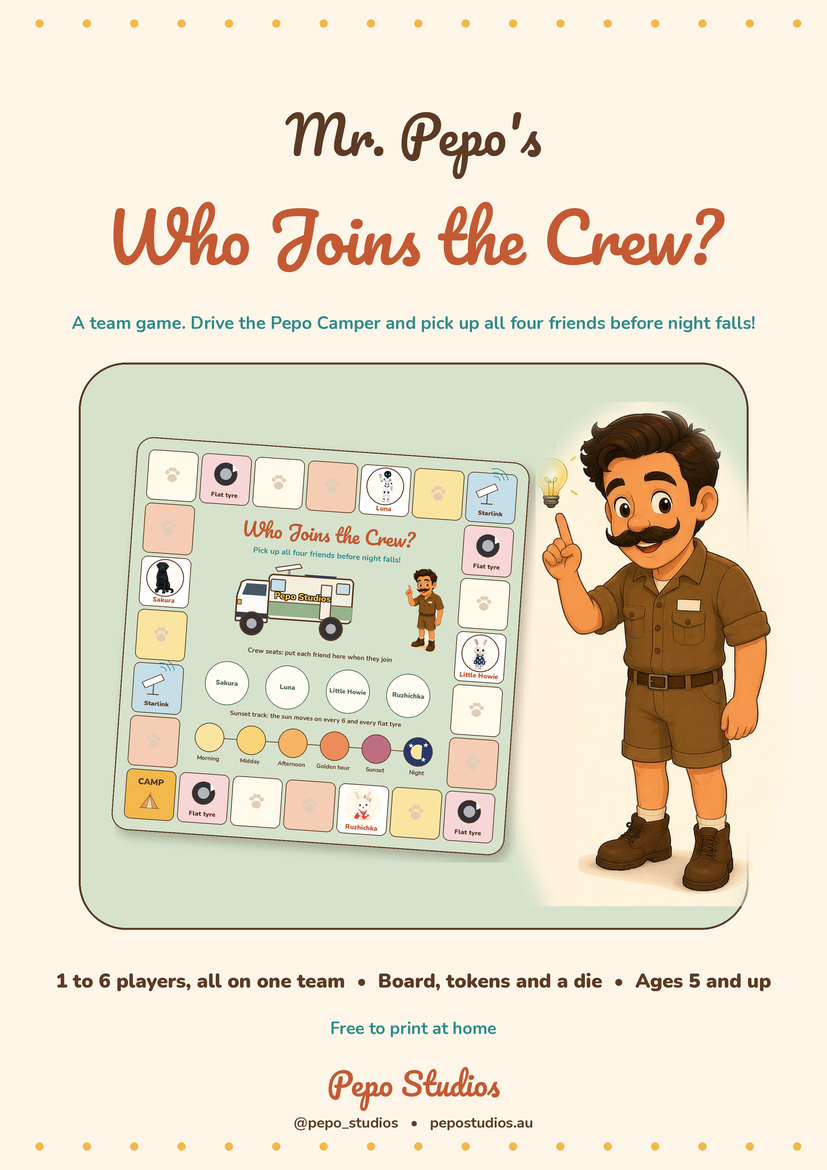 Mr. Pepo's
Who Joins the Crew?
A team game. Drive the Pepo Camper and pick up all four friends before night falls!
Flat tyre
Luna
Starlink
Who Joins the Crew?
Pick up all four friends before night falls!
Flat tyre
Sakura
Pepo Studios
Little Howie
Crew seats: put each friend here when they join
Sakura
Luna
Little Howie
Ruzhichka
Starlink
Sunset track: the sun moves on every 6 and every flat tyre
Morning
Midday
Afternoon
Golden hour
Sunset
Night
CAMP
Flat tyre
Ruzhichka
Flat tyre
1 to 6 players, all on one team • Board, tokens and a die • Ages 5 and up
Free to print at home
Pepo Studios
@pepo_studios • pepostudios.au